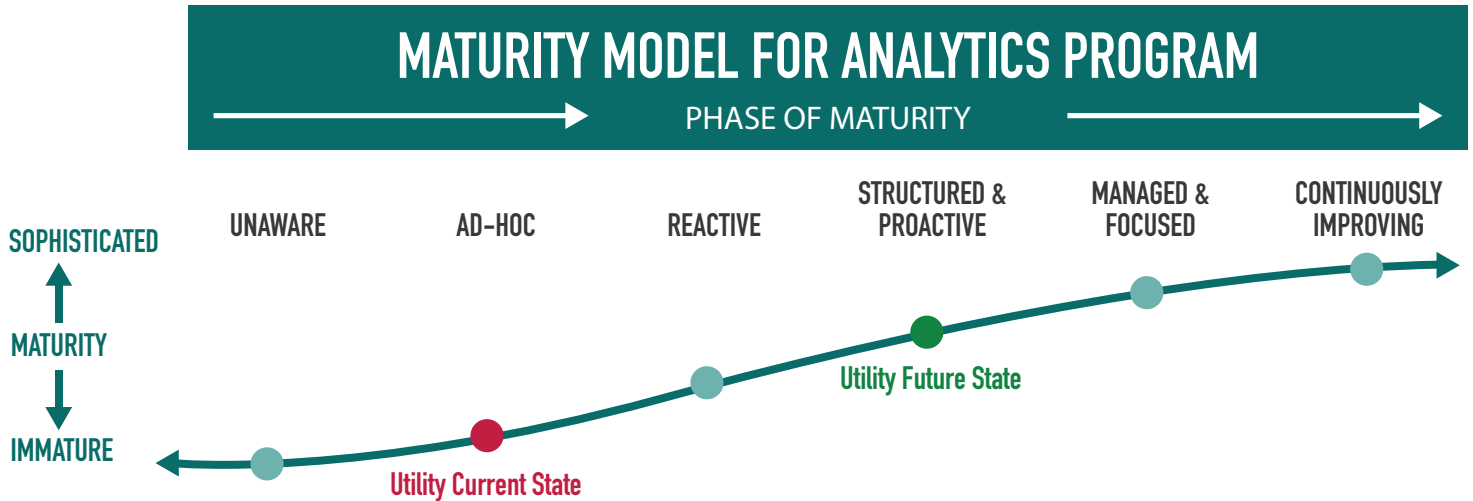 MATURITY MODEL FOR ANALYTICS PROGRAM
PHASE OF MATURITY
UNAWARE
AD-HOC
REACTIVE
STRUCTURED &
PROACTIVE
MANAGED &
FOCUSED
CONTINUOUSLY
IMPROVING
SOPHISTICATED
MATURITY
IMMATURE
Utility Future State
Utility Current State